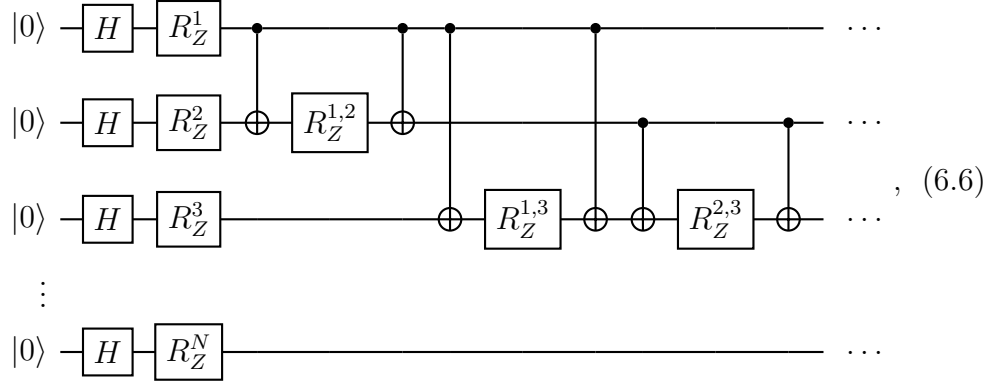 |0⟩ H R_Z^1 ···
|0⟩ H R_Z^2 R_Z^{1,2} ···
, (6.6)
|0⟩ H R_Z^3 R_Z^{1,3} R_Z^{2,3} ···
⋮
|0⟩ H R_Z^N ···